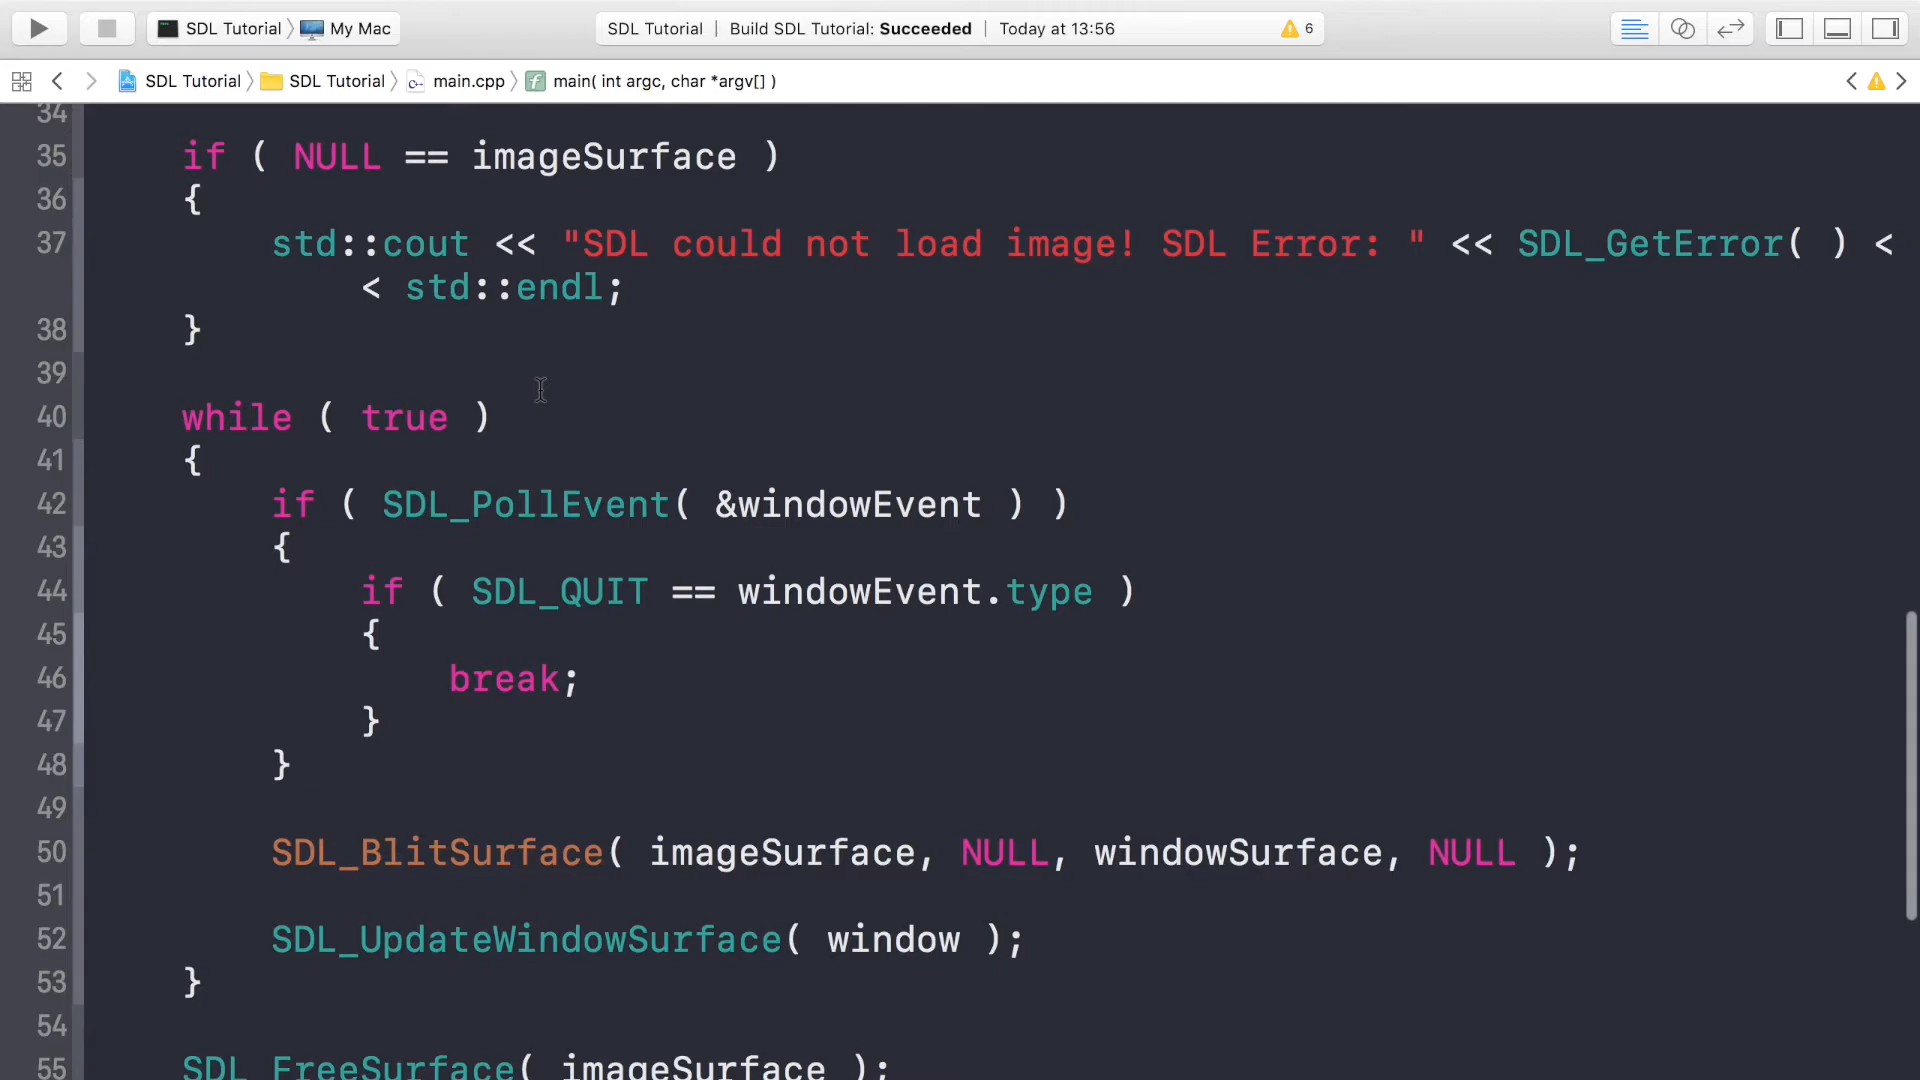 SDL Tutorial My Mac SDL Tutorial | Build SDL Tutorial: Succeeded | Today at 13:56 6
SDL Tutorial SDL Tutorial main.cpp main( int argc, char *argv[] )
34
35 if ( NULL == imageSurface )
36 {
37 std::cout << "SDL could not load image! SDL Error: " << SDL_GetError( ) <
< std::endl;
38 }
39
40 while ( true )
41 {
42 if ( SDL_PollEvent( &windowEvent ) )
43 {
44 if ( SDL_QUIT == windowEvent.type )
45 {
46 break;
47 }
48 }
49
50 SDL_BlitSurface( imageSurface, NULL, windowSurface, NULL );
51
52 SDL_UpdateWindowSurface( window );
53 }
54
55 SDL_FreeSurface( imageSurface );